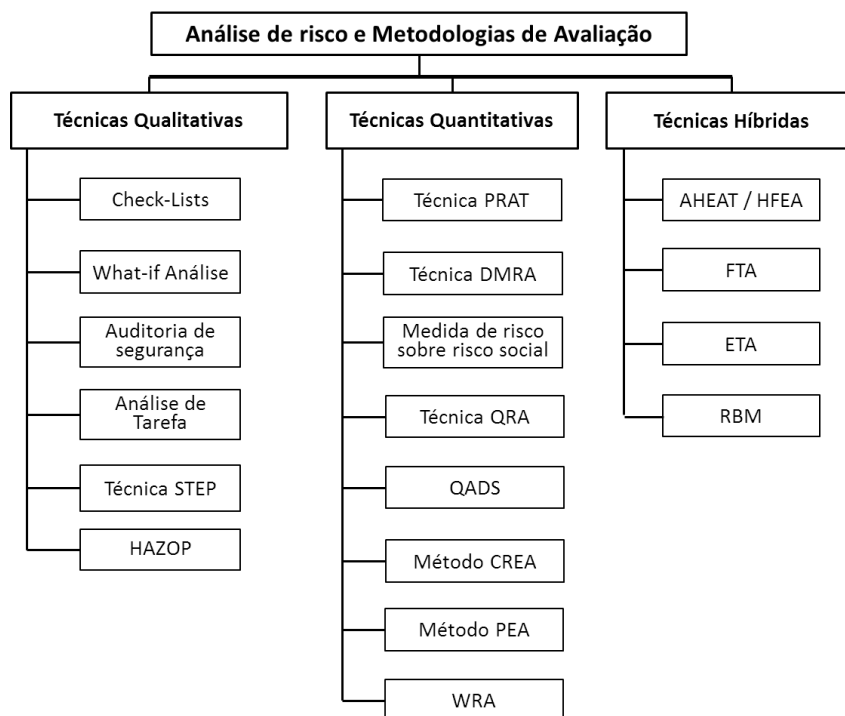 Análise de risco e Metodologias de Avaliação
Técnicas Qualitativas
Check-Lists
What-if Análise
Auditoria de
segurança
Análise de
Tarefa
Técnica STEP
HAZOP
Técnicas Quantitativas
Técnica PRAT
Técnica DMRA
Medida de risco
sobre risco social
Técnica QRA
QADS
Método CREA
Método PEA
WRA
Técnicas Híbridas
AHEAT / HFEA
FTA
ETA
RBM